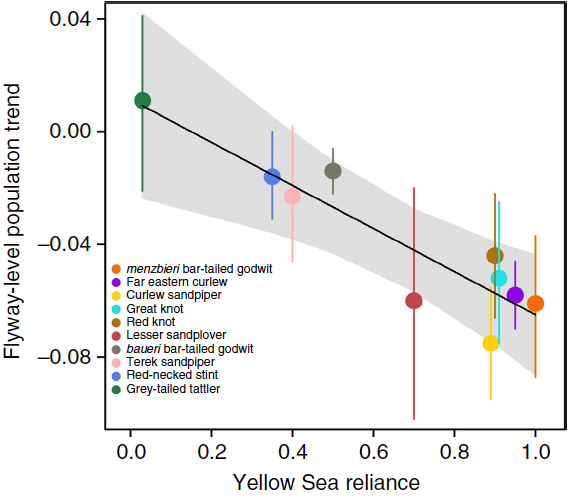 0.04
0.00
−0.04
−0.08
Flyway-level population trend
menzbieri bar-tailed godwit
Far eastern curlew
Curlew sandpiper
Great knot
Red knot
Lesser sandplover
baueri bar-tailed godwit
Terek sandpiper
Red-necked stint
Grey-tailed tattler
0.0 0.2 0.4 0.6 0.8 1.0
Yellow Sea reliance